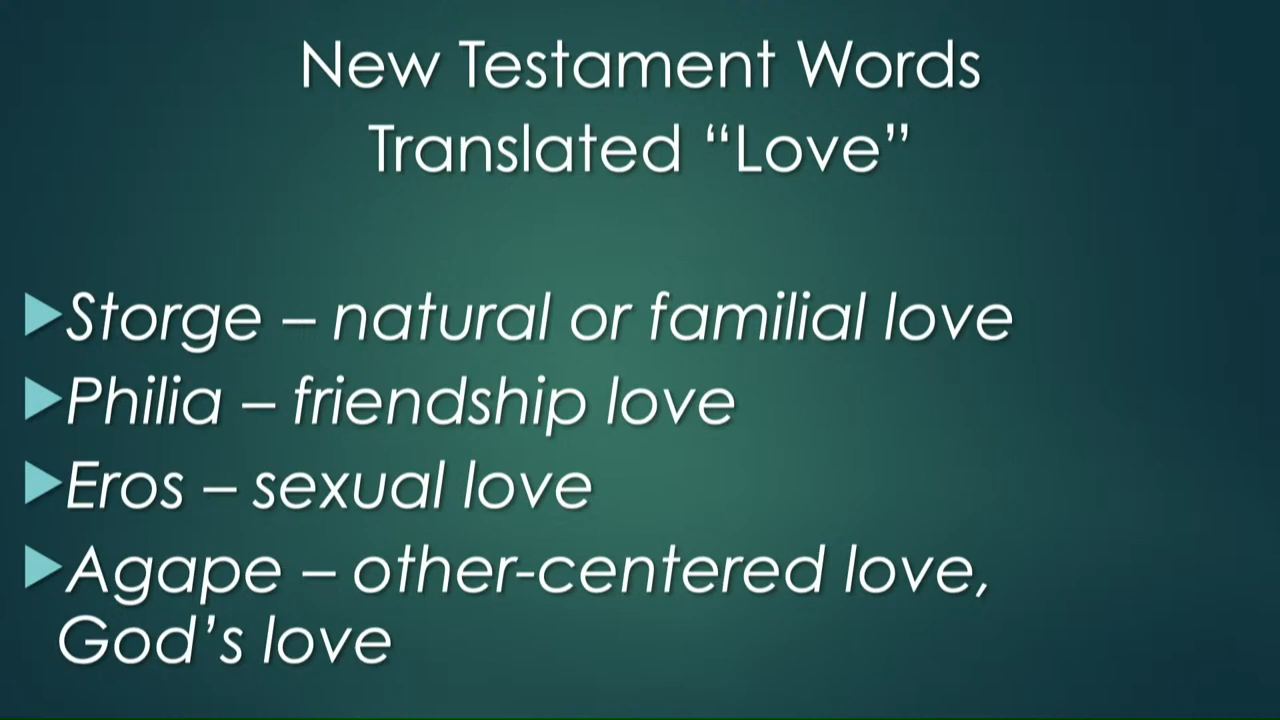 New Testament Words
Translated “Love”
Storge – natural or familial love
Philia – friendship love
Eros – sexual love
Agape – other-centered love,
God’s love